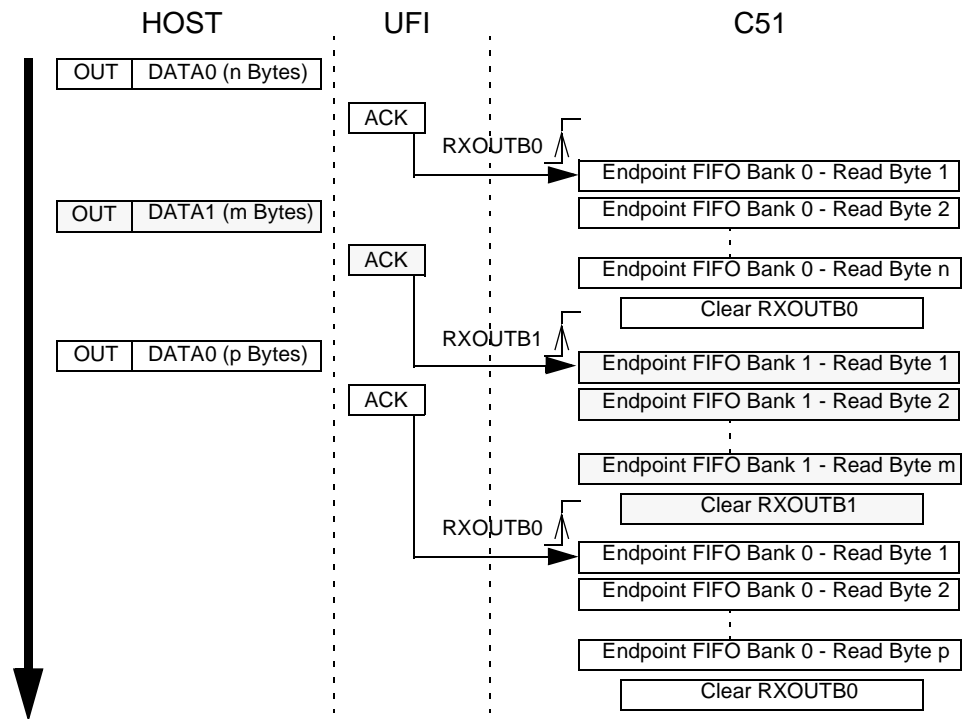 HOST UFI C51
OUT DATA0 (n Bytes)
ACK
RXOUTB0
Endpoint FIFO Bank 0 - Read Byte 1
OUT DATA1 (m Bytes)
Endpoint FIFO Bank 0 - Read Byte 2
ACK
Endpoint FIFO Bank 0 - Read Byte n
Clear RXOUTB0
RXOUTB1
OUT DATA0 (p Bytes)
Endpoint FIFO Bank 1 - Read Byte 1
ACK
Endpoint FIFO Bank 1 - Read Byte 2
Endpoint FIFO Bank 1 - Read Byte m
Clear RXOUTB1
RXOUTB0
Endpoint FIFO Bank 0 - Read Byte 1
Endpoint FIFO Bank 0 - Read Byte 2
Endpoint FIFO Bank 0 - Read Byte p
Clear RXOUTB0